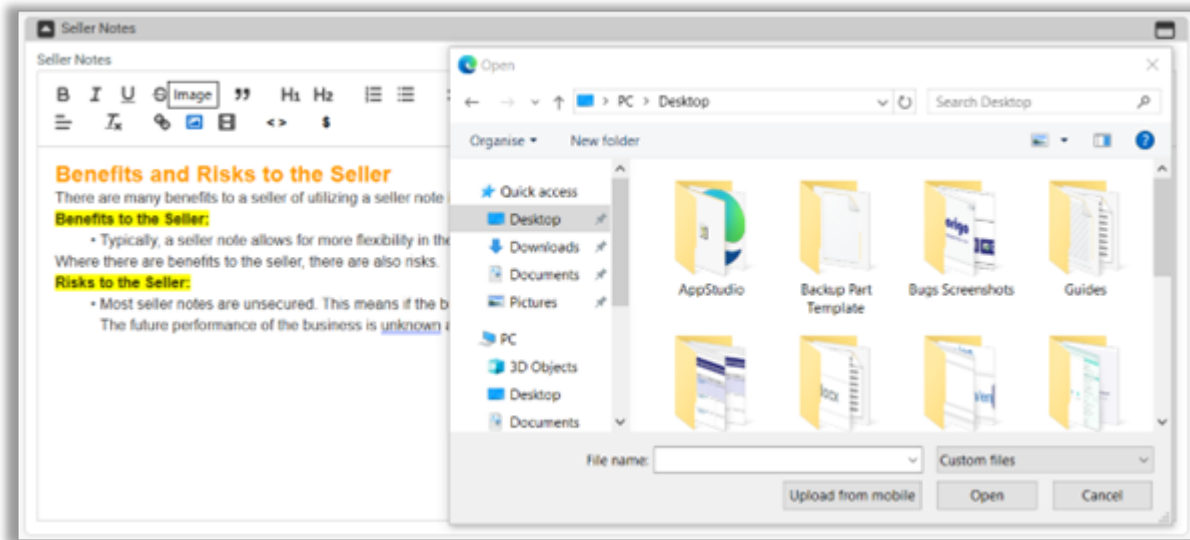 Seller Notes
Seller Notes
B I U S Image ” H1 H2
Tx <> $
Benefits and Risks to the Seller
There are many benefits to a seller of utilizing a seller note
Benefits to the Seller:
• Typically, a seller note allows for more flexibility in the
Where there are benefits to the seller, there are also risks.
Risks to the Seller:
• Most seller notes are unsecured. This means if the b
The future performance of the business is unknown a
Open
PC > Desktop
Search Desktop
Organise
New folder
Quick access
Desktop
Downloads
Documents
Pictures
PC
3D Objects
Desktop
Documents
AppStudio
Backup Part
Template
Bugs Screenshots
Guides
File name:
Custom files
Upload from mobile
Open
Cancel